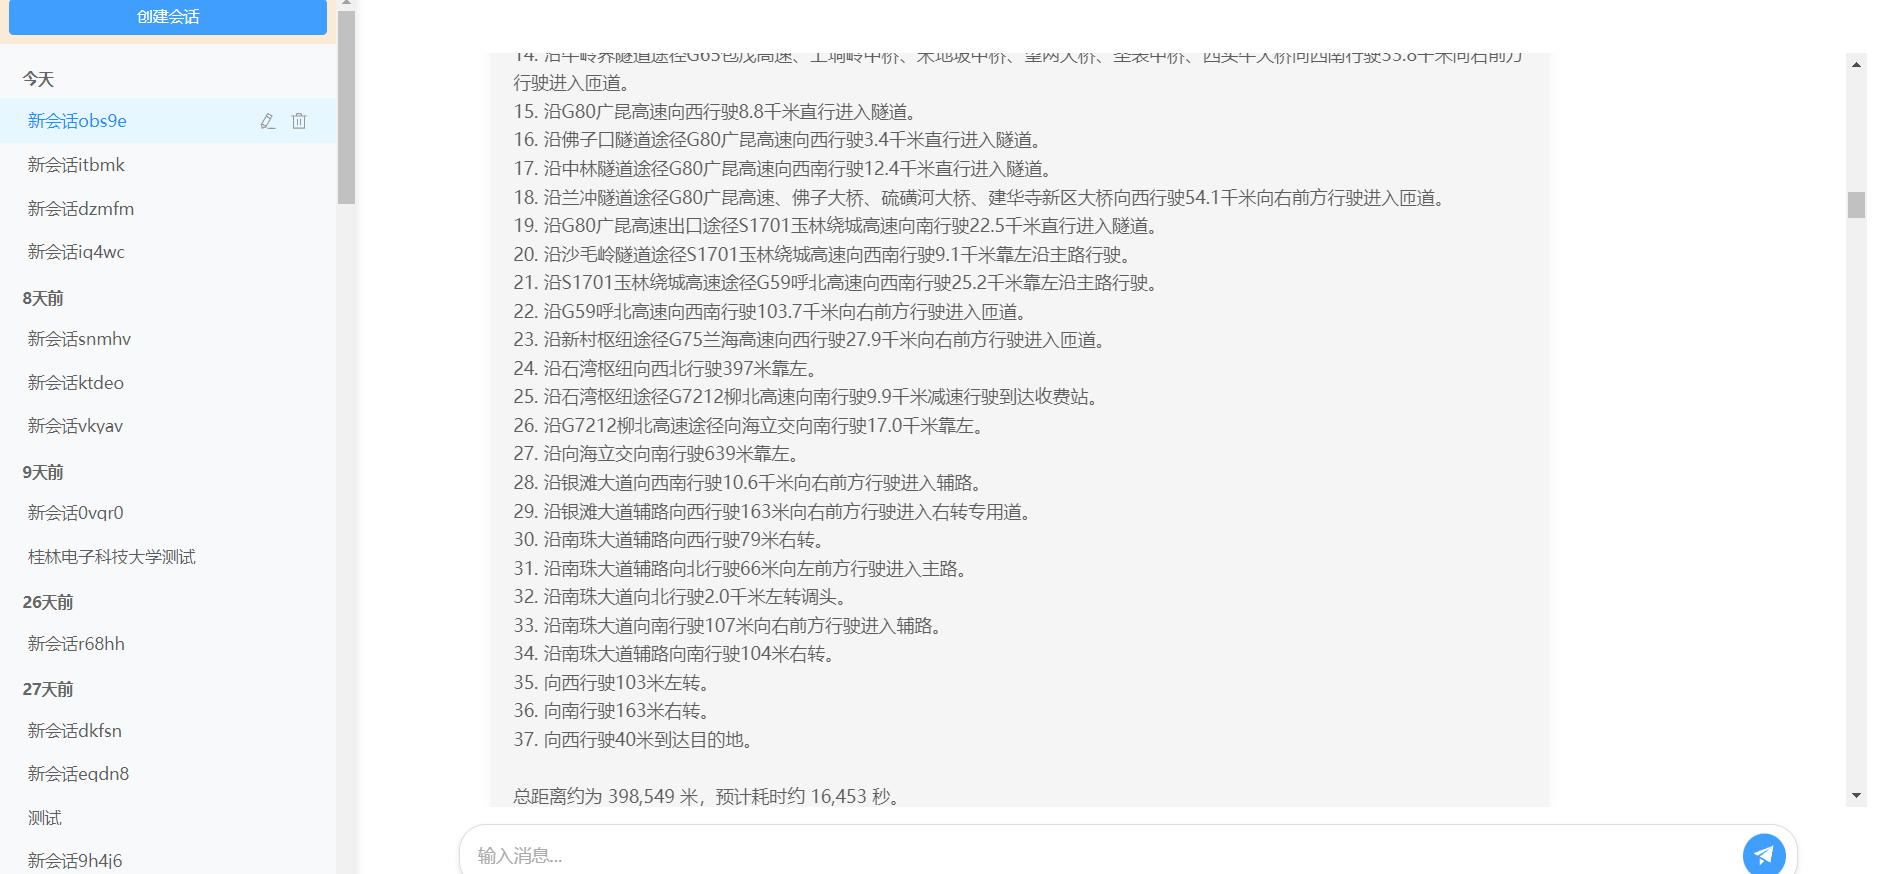 创建会话
今天
新会话obs9e
新会话itbmk
新会话dzmfm
新会话iq4wc
8天前
新会话snmhv
新会话ktdeo
新会话vkyav
9天前
新会话0vqr0
桂林电子科技大学测试
26天前
新会话r68hh
27天前
新会话dkfsn
新会话eqdn8
测试
新会话9h4j6
行驶进入匝道。
15. 沿G80广昆高速向西行驶8.8千米直行进入隧道。
16. 沿佛子口隧道途径G80广昆高速向西行驶3.4千米直行进入隧道。
17. 沿中林隧道途径G80广昆高速向西南行驶12.4千米直行进入隧道。
18. 沿兰冲隧道途径G80广昆高速、佛子大桥、硫磺河大桥、建华寺新区大桥向西行驶54.1千米向右前方行驶进入匝道。
19. 沿G80广昆高速出口途径S1701玉林绕城高速向南行驶22.5千米直行进入隧道。
20. 沿沙毛岭隧道途径S1701玉林绕城高速向西南行驶9.1千米靠左沿主路行驶。
21. 沿S1701玉林绕城高速途径G59呼北高速向西南行驶25.2千米靠左沿主路行驶。
22. 沿G59呼北高速向西南行驶103.7千米向右前方行驶进入匝道。
23. 沿新村枢纽途径G75兰海高速向西行驶27.9千米向右前方行驶进入匝道。
24. 沿石湾枢纽向西北行驶397米靠左。
25. 沿石湾枢纽途径G7212柳北高速向南行驶9.9千米减速行驶到达收费站。
26. 沿G7212柳北高速途径向海立交向南行驶17.0千米靠左。
27. 沿向海立交向南行驶639米靠左。
28. 沿银滩大道向西南行驶10.6千米向右前方行驶进入辅路。
29. 沿银滩大道辅路向西行驶163米向右前方行驶进入右转专用道。
30. 沿南珠大道辅路向西行驶79米右转。
31. 沿南珠大道辅路向北行驶66米向左前方行驶进入主路。
32. 沿南珠大道向北行驶2.0千米左转调头。
33. 沿南珠大道向南行驶107米向右前方行驶进入辅路。
34. 沿南珠大道辅路向南行驶104米右转。
35. 向西行驶103米左转。
36. 向南行驶163米右转。
37. 向西行驶40米到达目的地。
总距离约为 398,549 米，预计耗时约 16,453 秒。
输入消息...